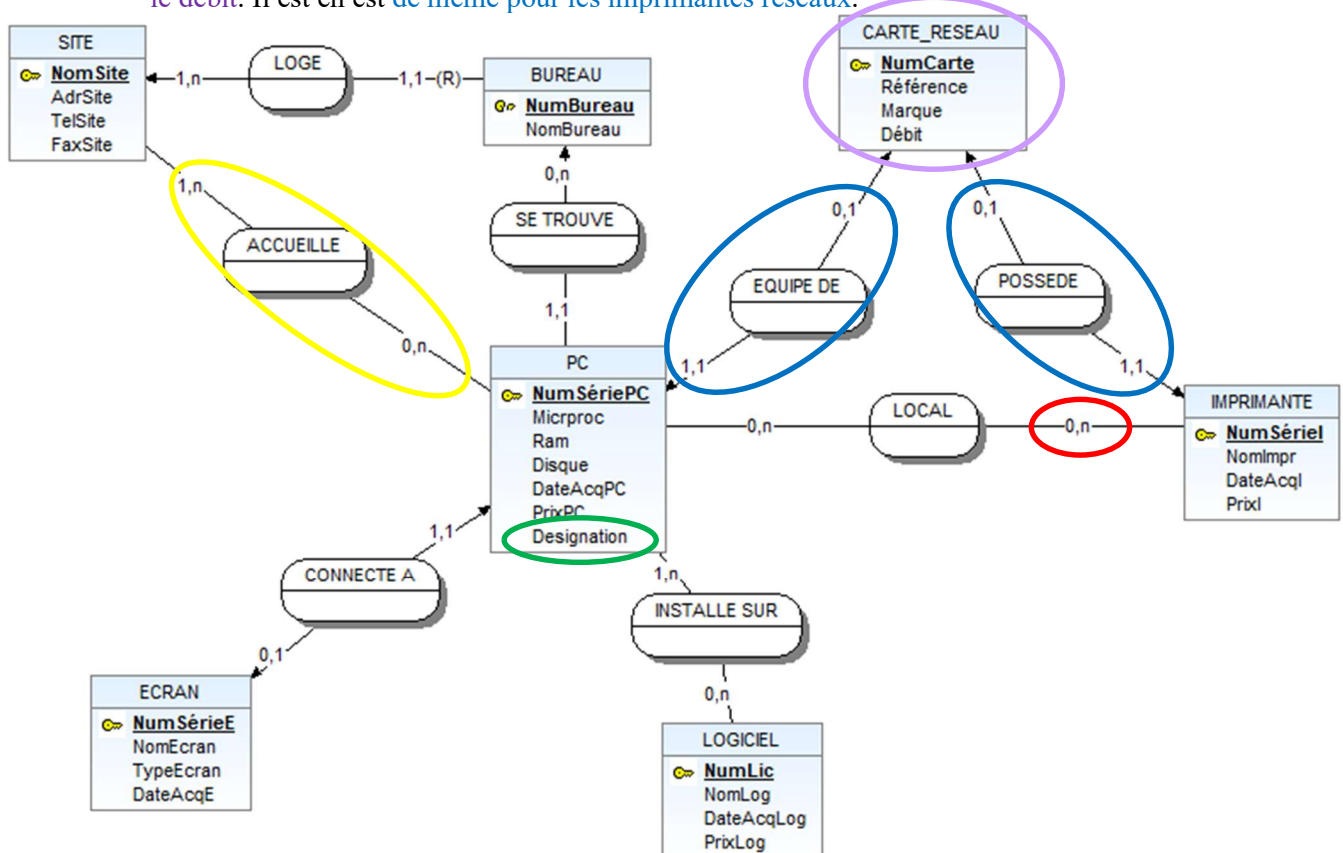 le débit. Il est en est de même pour les imprimantes réseaux.
SITE
NomSite
AdrSite
TelSite
FaxSite
1,n
LOGE
1,1-(R)
BUREAU
NumBureau
NomBureau
CARTE_RESEAU
NumCarte
Référence
Marque
Débit
1,n
ACCUEILLE
0,n
0,n
SE TROUVE
1,1
0,1
EQUIPE DE
1,1
0,1
POSSEDE
1,1
PC
NumSériePC
Micrproc
Ram
Disque
DateAcqPC
PrixPC
Designation
0,n
LOCAL
0,n
IMPRIMANTE
NumSérieI
NomImpr
DateAcqI
PrixI
1,1
CONNECTE A
0,1
ECRAN
NumSérieE
NomEcran
TypeEcran
DateAcqE
1,n
INSTALLE SUR
0,n
LOGICIEL
NumLic
NomLog
DateAcqLog
PrixLog